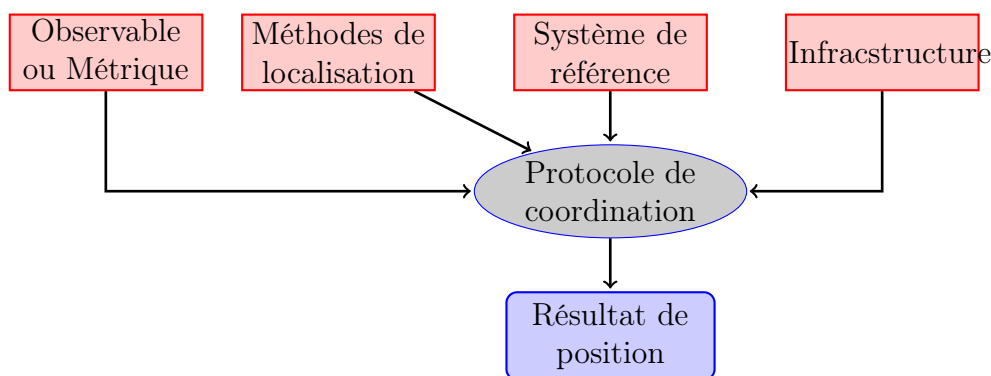 Observable
ou Métrique
Méthodes de
localisation
Système de
référence
Infracstructure
Protocole de
coordination
Résultat de
position